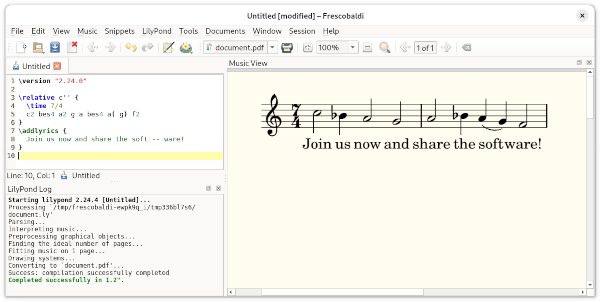 Untitled [modified] – Frescobaldi
File Edit View Music Snippets LilyPond Tools Documents Window Session Help
document.pdf 100% 1 of 1
Untitled
Music View
1 \version "2.24.0"
2
3 \relative c'' {
4 \time 7/4
5 c2 bes4 a2 g a bes4 a( g) f2
6 }
7 \addlyrics {
8 Join us now and share the soft -- ware!
9 }
10
7
4
Join us now and share the software!
Line: 10, Col: 1 Untitled
LilyPond Log
Starting lilypond 2.24.4 [Untitled]...
Processing `/tmp/frescobaldi-ewpk9q_i/tmp336bl7s6/
document.ly'
Parsing...
Interpreting music...
Preprocessing graphical objects...
Finding the ideal number of pages...
Fitting music on 1 page...
Drawing systems...
Converting to `document.pdf'...
Success: compilation successfully completed
Completed successfully in 1.2".